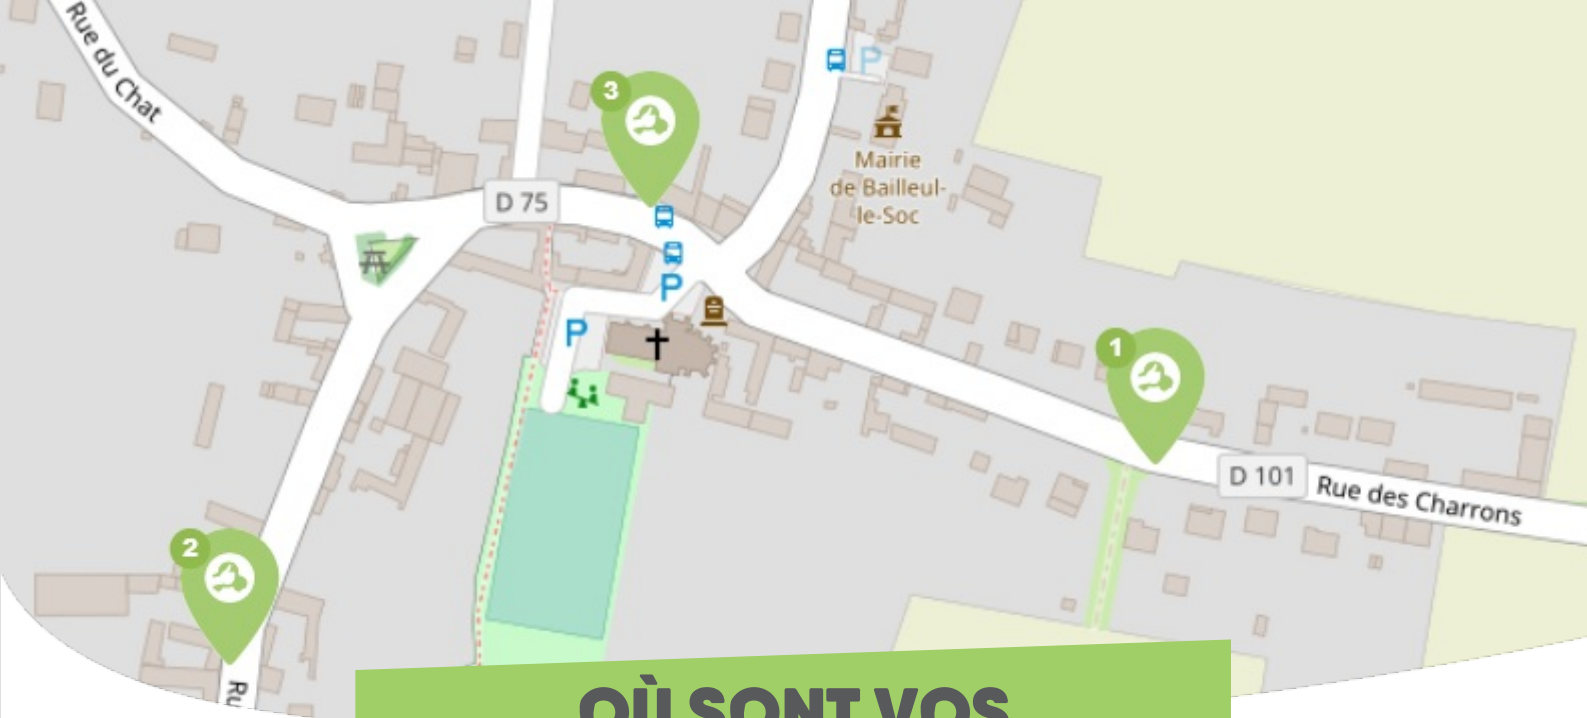 Rue du Chat
3
P
Mairie
de Bailleul-
le-Soc
D 75
P
P
1
D 101
Rue des Charrons
2
Ru
OÙ SONT VOS